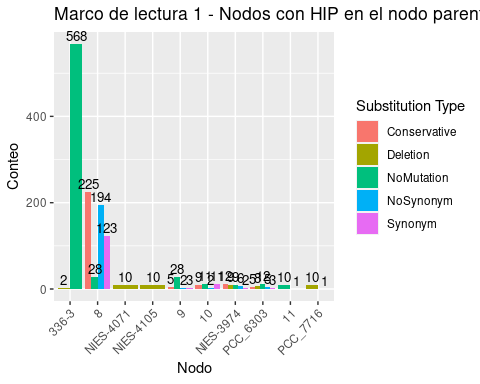 Marco de lectura 1 - Nodos con HIP en el nodo parent
Conteo
400
200
0
568
225
194
123
28
28
2
10
10
10
10
1
1
336-3
8
NIES-4071
NIES-4105
9
10
NIES-3974
PCC_6303
11
PCC_7716
Nodo
Substitution Type
Conservative
Deletion
NoMutation
NoSynonym
Synonym